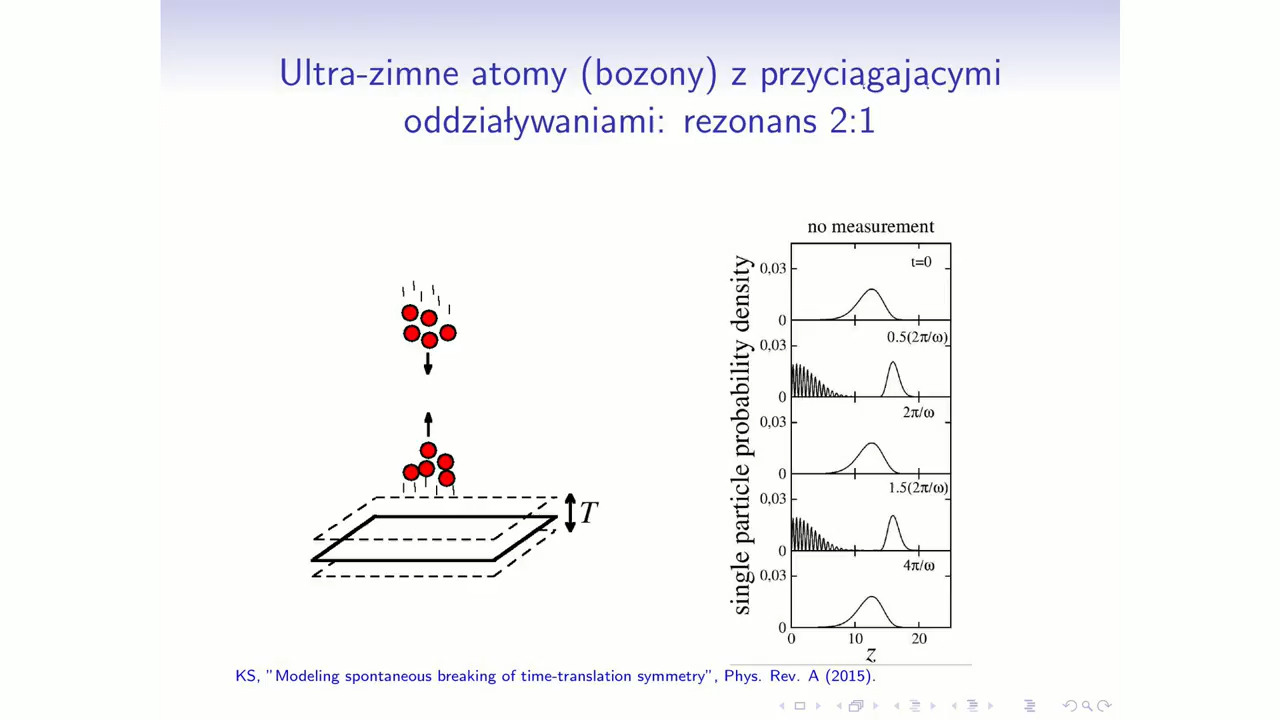 Ultra-zimne atomy (bozony) z przyciągającymi
oddziaływaniami: rezonans 2:1
T
no measurement
single particle probability density
t=0
0,03
0
0.5(2π/ω)
0,03
0
2π/ω
0,03
0
1.5(2π/ω)
0,03
0
4π/ω
0,03
0
0 10 20
z
KS, "Modeling spontaneous breaking of time-translation symmetry", Phys. Rev. A (2015).